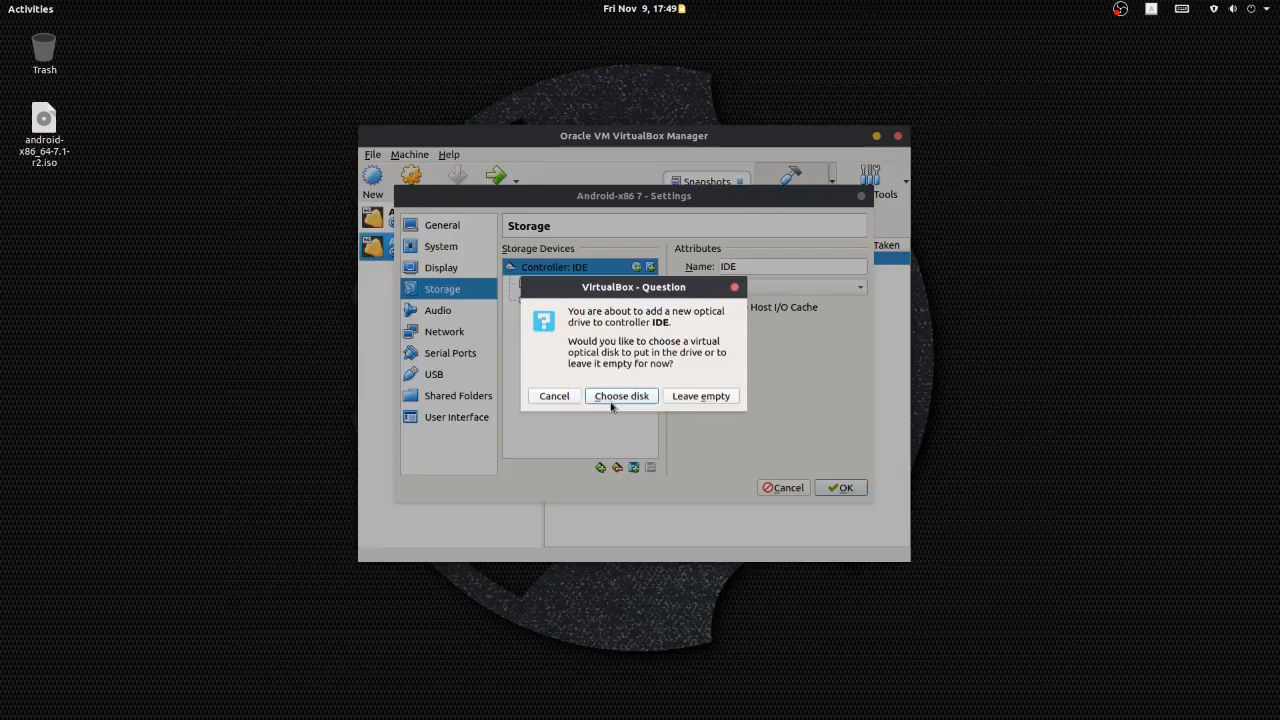 Activities
Fri Nov 9, 17:49
Trash
android-
x86_64-7.1-
r2.iso
Oracle VM VirtualBox Manager
File Machine Help
New
Snapshots
Tools
Taken
Android-x86 7 - Settings
General
System
Display
Storage
Audio
Network
Serial Ports
USB
Shared Folders
User Interface
Storage
Storage Devices
Controller: IDE
Attributes
Name: IDE
Host I/O Cache
VirtualBox - Question
You are about to add a new optical
drive to controller IDE.
Would you like to choose a virtual
optical disk to put in the drive or to
leave it empty for now?
Cancel
Choose disk
Leave empty
Cancel
OK